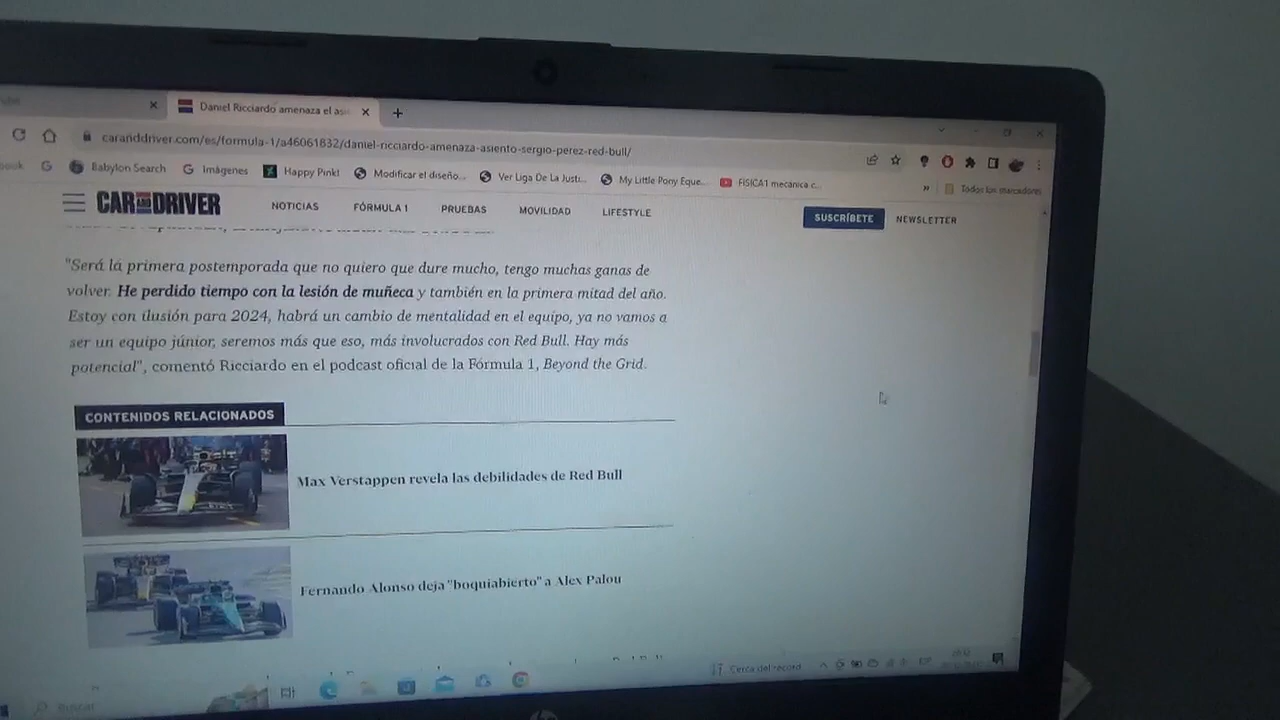 Daniel Ricciardo amenaza el asi
caranddriver.com/es/formula-1/a46061832/daniel-ricciardo-amenaza-asiento-sergio-perez-red-bull/
Babylon Search
Imágenes
Happy Pink!
Modificar el diseño...
Ver Liga De La Justi...
My Little Pony Eque...
FÍSICA1 mecánica c...
»
Todos los marcadores
CAR AND DRIVER
NOTICIAS
FÓRMULA 1
PRUEBAS
MOVILIDAD
LIFESTYLE
SUSCRÍBETE
NEWSLETTER
"Será la primera postemporada que no quiero que dure mucho, tengo muchas ganas de
volver. He perdido tiempo con la lesión de muñeca y también en la primera mitad del año.
Estoy con ilusión para 2024, habrá un cambio de mentalidad en el equipo, ya no vamos a
ser un equipo júnior, seremos más que eso, más involucrados con Red Bull. Hay más
potencial", comentó Ricciardo en el podcast oficial de la Fórmula 1, Beyond the Grid.
CONTENIDOS RELACIONADOS
Max Verstappen revela las debilidades de Red Bull
Fernando Alonso deja "boquiabierto" a Alex Palou
Buscar
Cerca del récord
ESP
hp